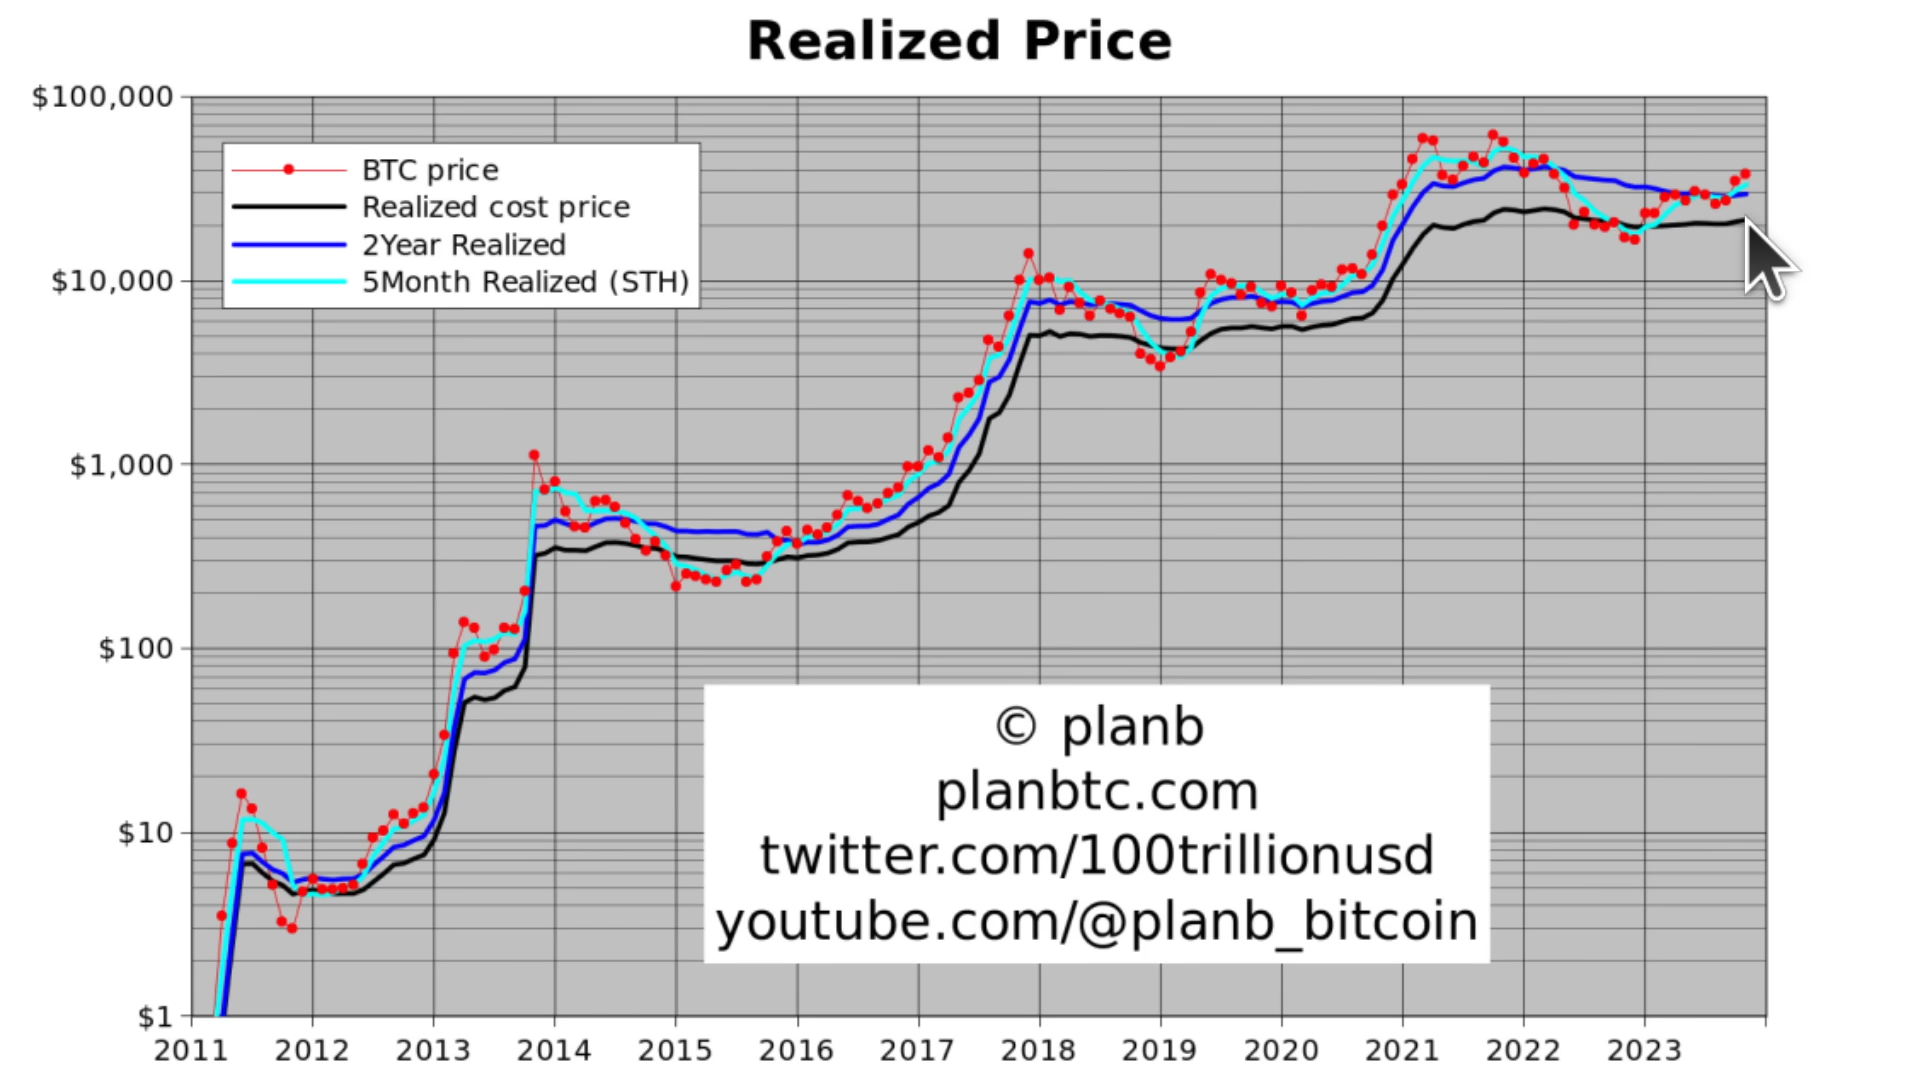 Realized Price
$100,000
$10,000
$1,000
$100
$10
$1
BTC price
Realized cost price
2Year Realized
5Month Realized (STH)
© planb
planbtc.com
twitter.com/100trillionusd
youtube.com/@planb_bitcoin
2011 2012 2013 2014 2015 2016 2017 2018 2019 2020 2021 2022 2023